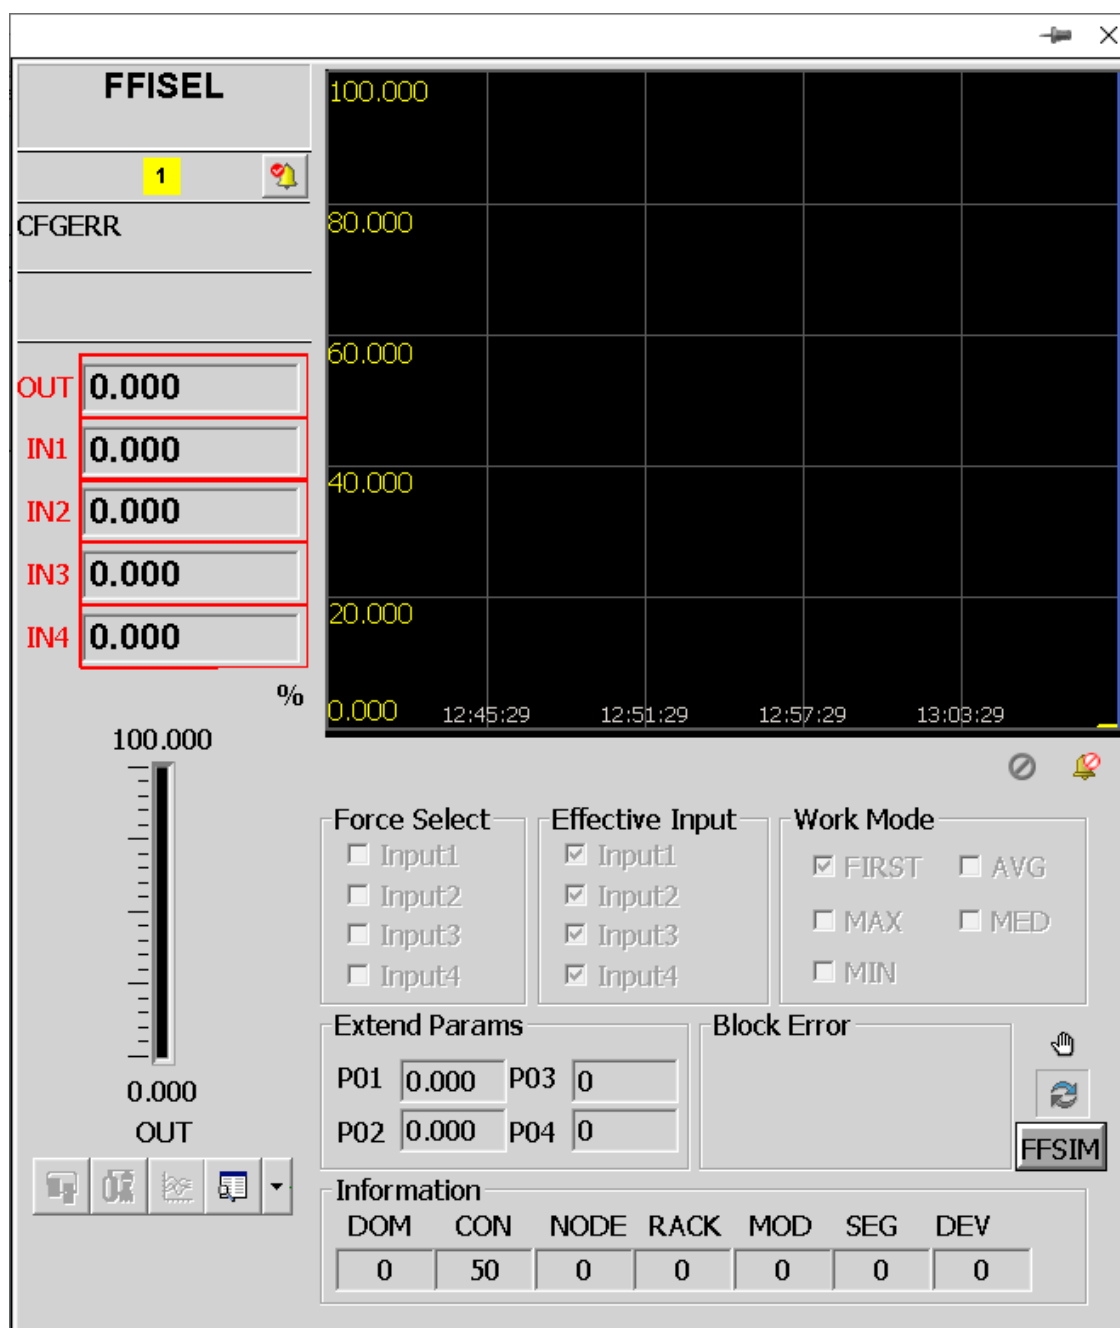 FFISEL
1
CFGERR
OUT 0.000
IN1 0.000
IN2 0.000
IN3 0.000
IN4 0.000
%
100.000
0.000
OUT
100.000
80.000
60.000
40.000
20.000
0.000
12:45:29 12:51:29 12:57:29 13:03:29
Force Select
Input1
Input2
Input3
Input4
Effective Input
Input1
Input2
Input3
Input4
Work Mode
FIRST AVG
MAX MED
MIN
Extend Params
P01 0.000 P03 0
P02 0.000 P04 0
Block Error
FFSIM
Information
DOM CON NODE RACK MOD SEG DEV
0 50 0 0 0 0 0